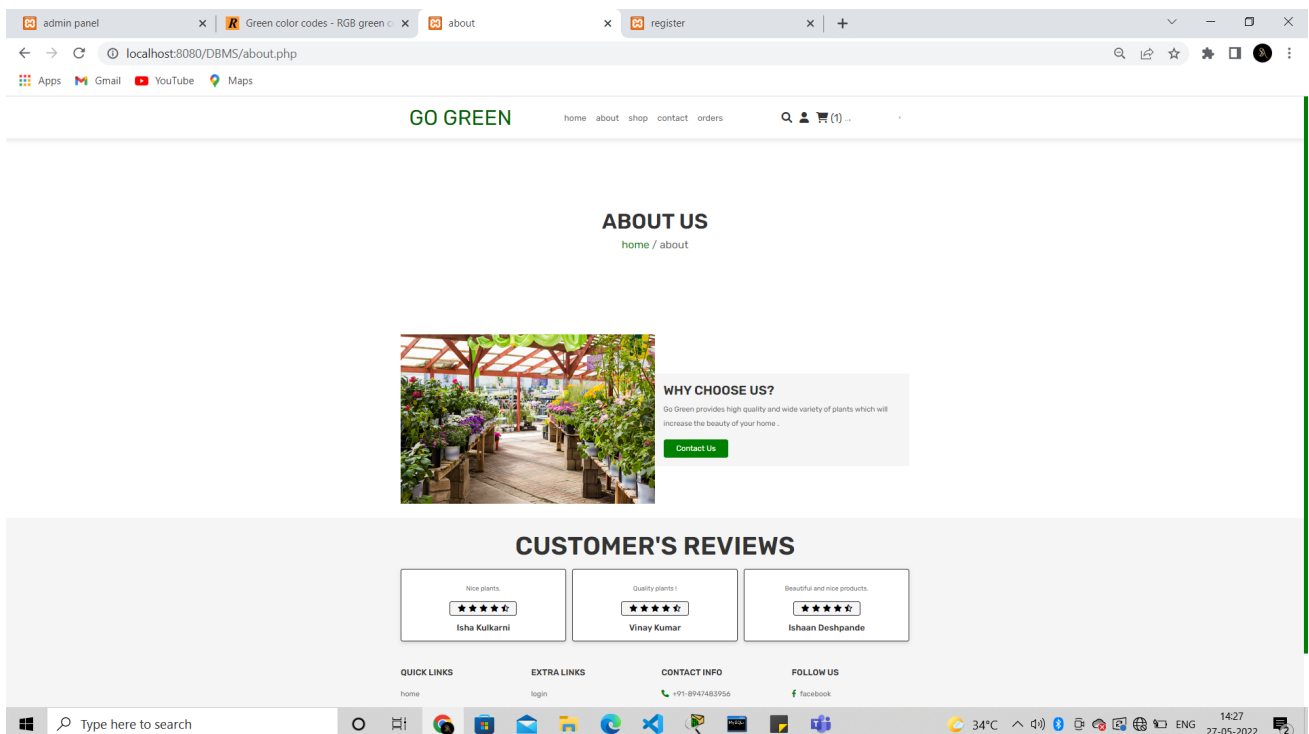 admin panel
Green color codes - RGB green c
about
register
localhost:8080/DBMS/about.php
Apps Gmail YouTube Maps
GO GREEN home about shop contact orders (1)
ABOUT US
home / about
WHY CHOOSE US?
Go Green provides high quality and wide variety of plants which will
increase the beauty of your home .
Contact Us
CUSTOMER'S REVIEWS
Nice plants.
Isha Kulkarni
Quality plants !
Vinay Kumar
Beautiful and nice products.
Ishaan Deshpande
QUICK LINKS
home
EXTRA LINKS
login
CONTACT INFO
+91-8947483956
FOLLOW US
facebook
Type here to search
34°C
ENG
14:27
27-05-2022
2